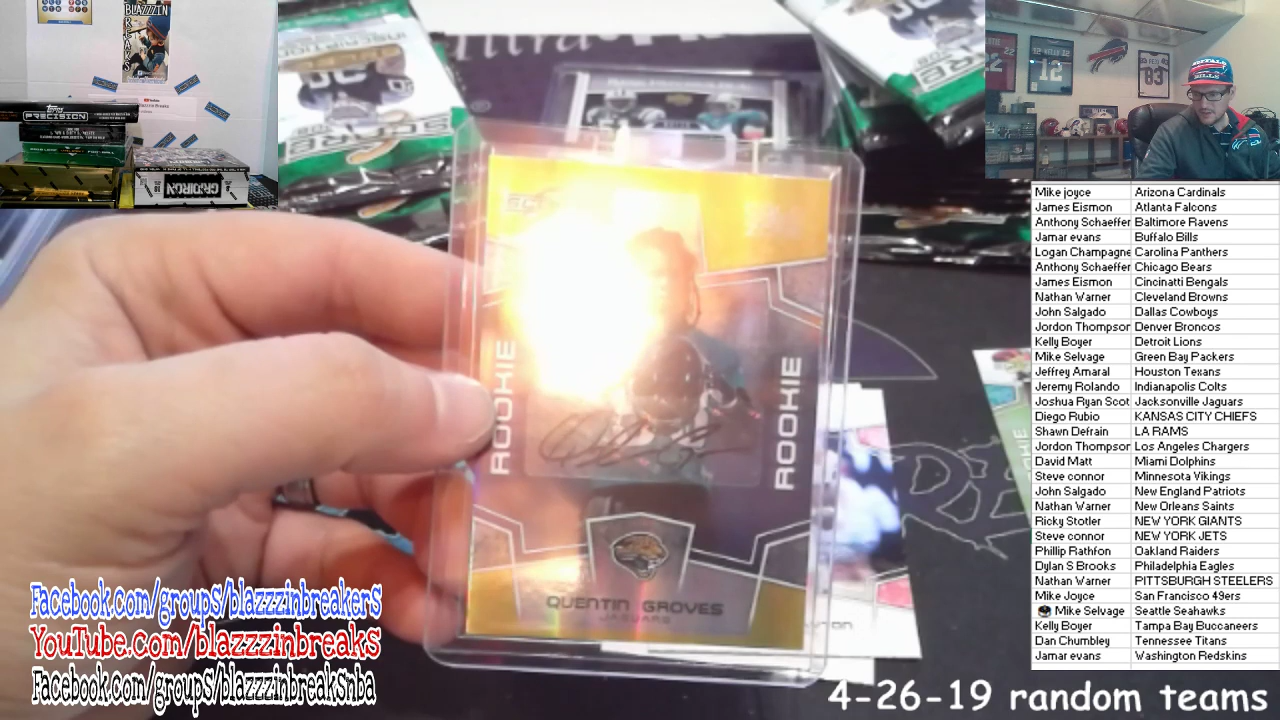 BLAZZZIN
TOPPS
PRECISION
GRIDIRON
SCORE
INSCRIPTIONS
ROOKIE
ROOKIE
QUENTIN GROVES
JAGUARS
12
83
Mike joyce Arizona Cardinals
James Eismon Atlanta Falcons
Anthony Schaeffer Baltimore Ravens
Jamar evans Buffalo Bills
Logan Champagne Carolina Panthers
Anthony Schaeffer Chicago Bears
James Eismon Cincinatti Bengals
Nathan Warner Cleveland Browns
John Salgado Dallas Cowboys
Jordon Thompson Denver Broncos
Kelly Boyer Detroit Lions
Mike Selvage Green Bay Packers
Jeffrey Amaral Houston Texans
Jeremy Rolando Indianapolis Colts
Joshua Ryan Scot Jacksonville Jaguars
Diego Rubio KANSAS CITY CHIEFS
Shawn Defrain LA RAMS
Jordon Thompson Los Angeles Chargers
David Matt Miami Dolphins
Steve connor Minnesota Vikings
John Salgado New England Patriots
Nathan Warner New Orleans Saints
Ricky Stotler NEW YORK GIANTS
Steve connor NEW YORK JETS
Phillip Rathfon Oakland Raiders
Dylan S Brooks Philadelphia Eagles
Nathan Warner PITTSBURGH STEELERS
Mike Joyce San Francisco 49ers
Mike Selvage Seattle Seahawks
Kelly Boyer Tampa Bay Buccaneers
Dan Chumbley Tennessee Titans
Jamar evans Washington Redskins
Facebook.com/groups/blazzzinbreakers
YouTube.com/blazzzinbreaks
Facebook.com/groups/blazzzinbreaksnba
4-26-19 random teams